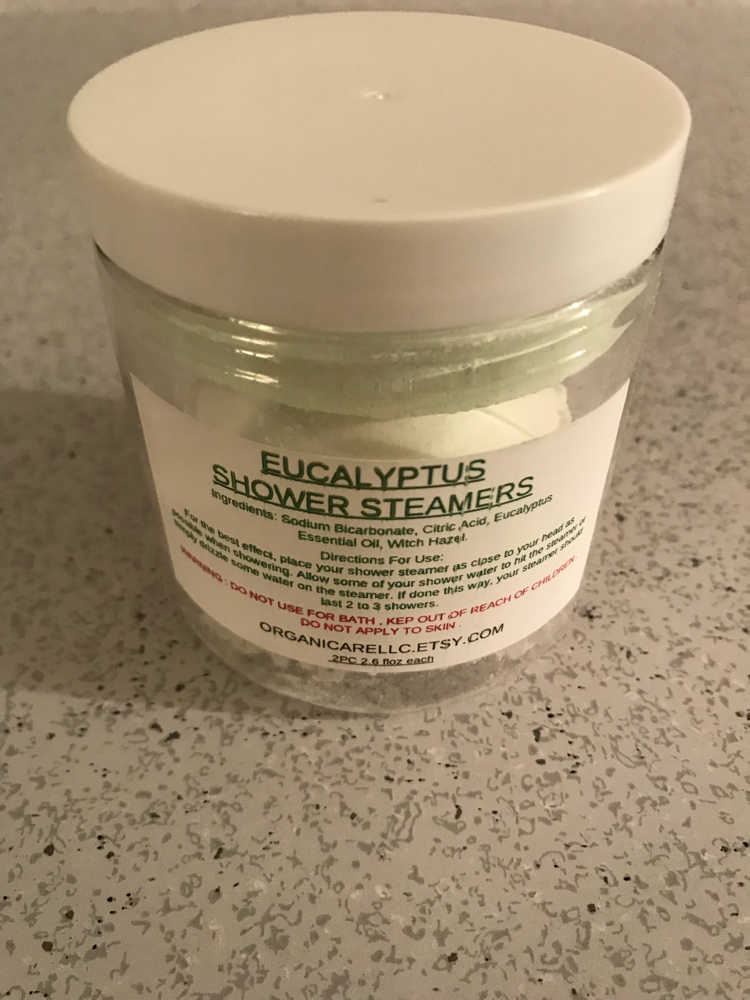 EUCALYPTUS
SHOWER STEAMERS
Ingredients: Sodium Bicarbonate, Citric Acid, Eucalyptus
Essential Oil, Witch Hazel.
Directions For Use:
For the best effect, place your shower steamer as close to your head as
possible when showering. Allow some of your shower water to hit the steamer or
simply drizzle some water on the steamer. If done this way, your steamer should
last 2 to 3 showers.
WARNING : DO NOT USE FOR BATH , KEP OUT OF REACH OF CHILDREN.
DO NOT APPLY TO SKIN .
ORGANICARELLC.ETSY.COM
2PC 2.6 floz each